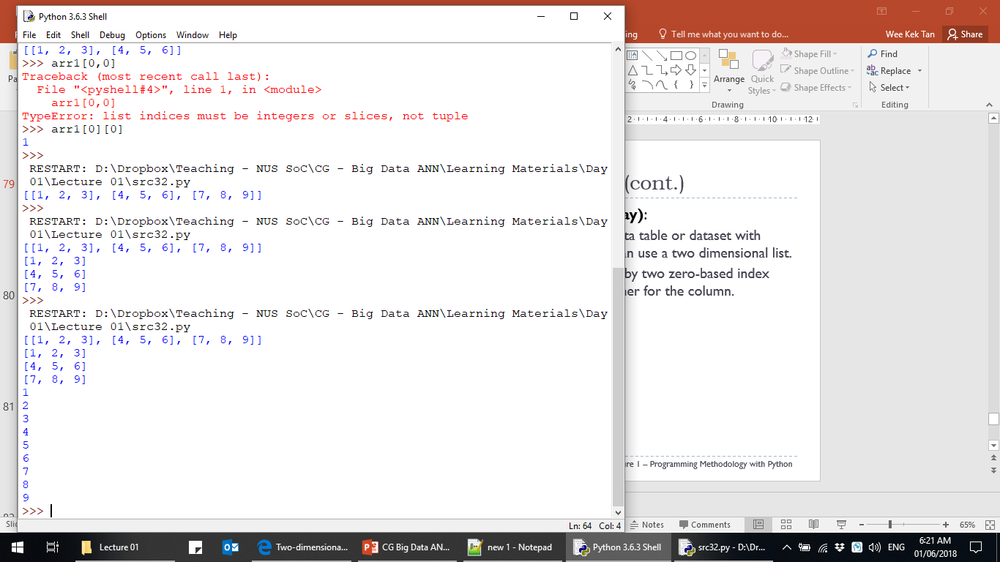 Python 3.6.3 Shell
File Edit Shell Debug Options Window Help
[[1, 2, 3], [4, 5, 6]]
>>> arr1[0,0]
Traceback (most recent call last):
  File "<pyshell#4>", line 1, in <module>
    arr1[0,0]
TypeError: list indices must be integers or slices, not tuple
>>> arr1[0][0]
1
>>>
 RESTART: D:\Dropbox\Teaching - NUS SoC\CG - Big Data ANN\Learning Materials\Day
 01\Lecture 01\src32.py
[[1, 2, 3], [4, 5, 6], [7, 8, 9]]
>>>
 RESTART: D:\Dropbox\Teaching - NUS SoC\CG - Big Data ANN\Learning Materials\Day
 01\Lecture 01\src32.py
[[1, 2, 3], [4, 5, 6], [7, 8, 9]]
[1, 2, 3]
[4, 5, 6]
[7, 8, 9]
>>>
 RESTART: D:\Dropbox\Teaching - NUS SoC\CG - Big Data ANN\Learning Materials\Day
 01\Lecture 01\src32.py
[[1, 2, 3], [4, 5, 6], [7, 8, 9]]
[1, 2, 3]
[4, 5, 6]
[7, 8, 9]
1
2
3
4
5
6
7
8
9
>>>
Ln: 64 Col: 4
ing Tell me what you want to do... Wee Kek Tan Share
Arrange
Quick
Styles
Shape Fill
Shape Outline
Shape Effects
Drawing
Find
Replace
Select
Editing
2 4 6 8 10 12
79
80
81
(cont.)
ay):
ta table or dataset with
n use a two dimensional list.
by two zero-based index
er for the column.
re 1 – Programming Methodology with Python
Notes Comments 65%
Lecture 01 Two-dimensiona... CG Big Data AN... new 1 - Notepad Python 3.6.3 Shell src32.py - D:\Dr... ENG
6:21 AM
01/06/2018